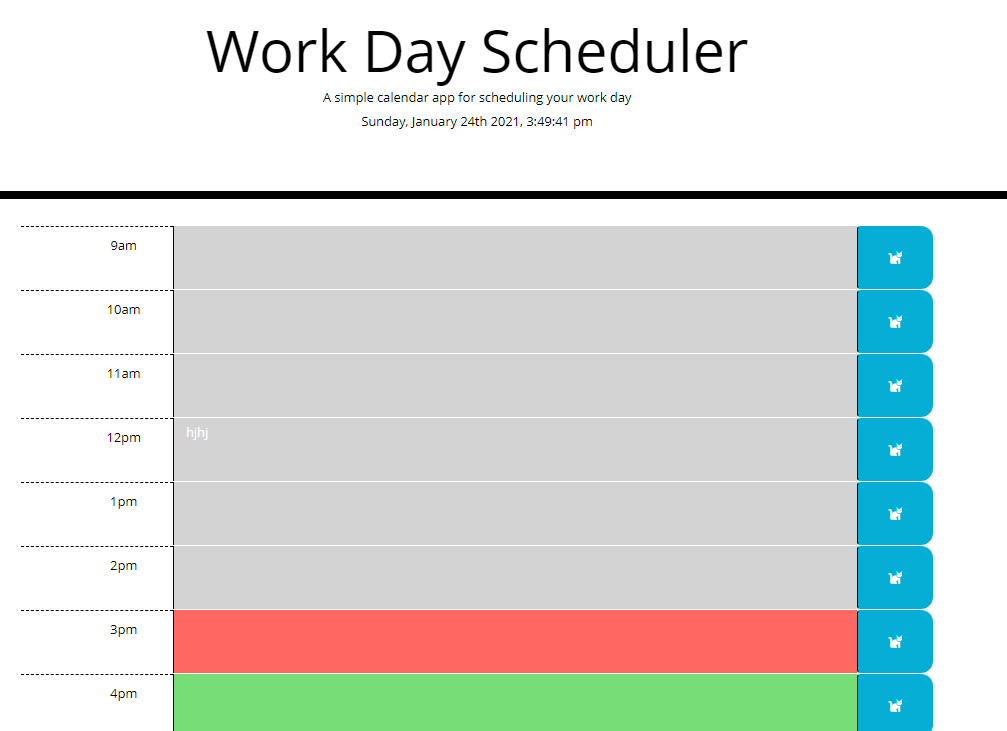 Work Day Scheduler
A simple calendar app for scheduling your work day
Sunday, January 24th 2021, 3:49:41 pm
9am
10am
11am
12pm
hjhj
1pm
2pm
3pm
4pm